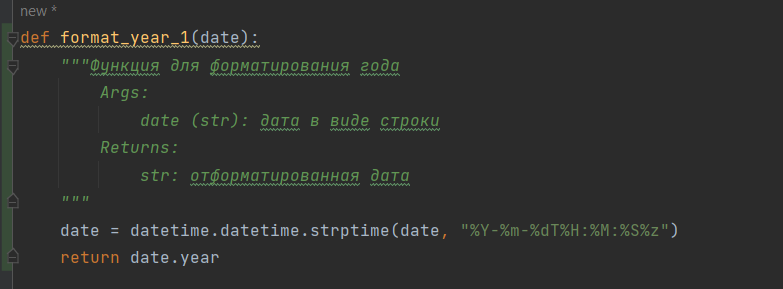 new *
def format_year_1(date):
    """Функция для форматирования года
        Args:
            date (str): дата в виде строки
        Returns:
            str: отформатированная дата
    """
    date = datetime.datetime.strptime(date, "%Y-%m-%dT%H:%M:%S%z")
    return date.year